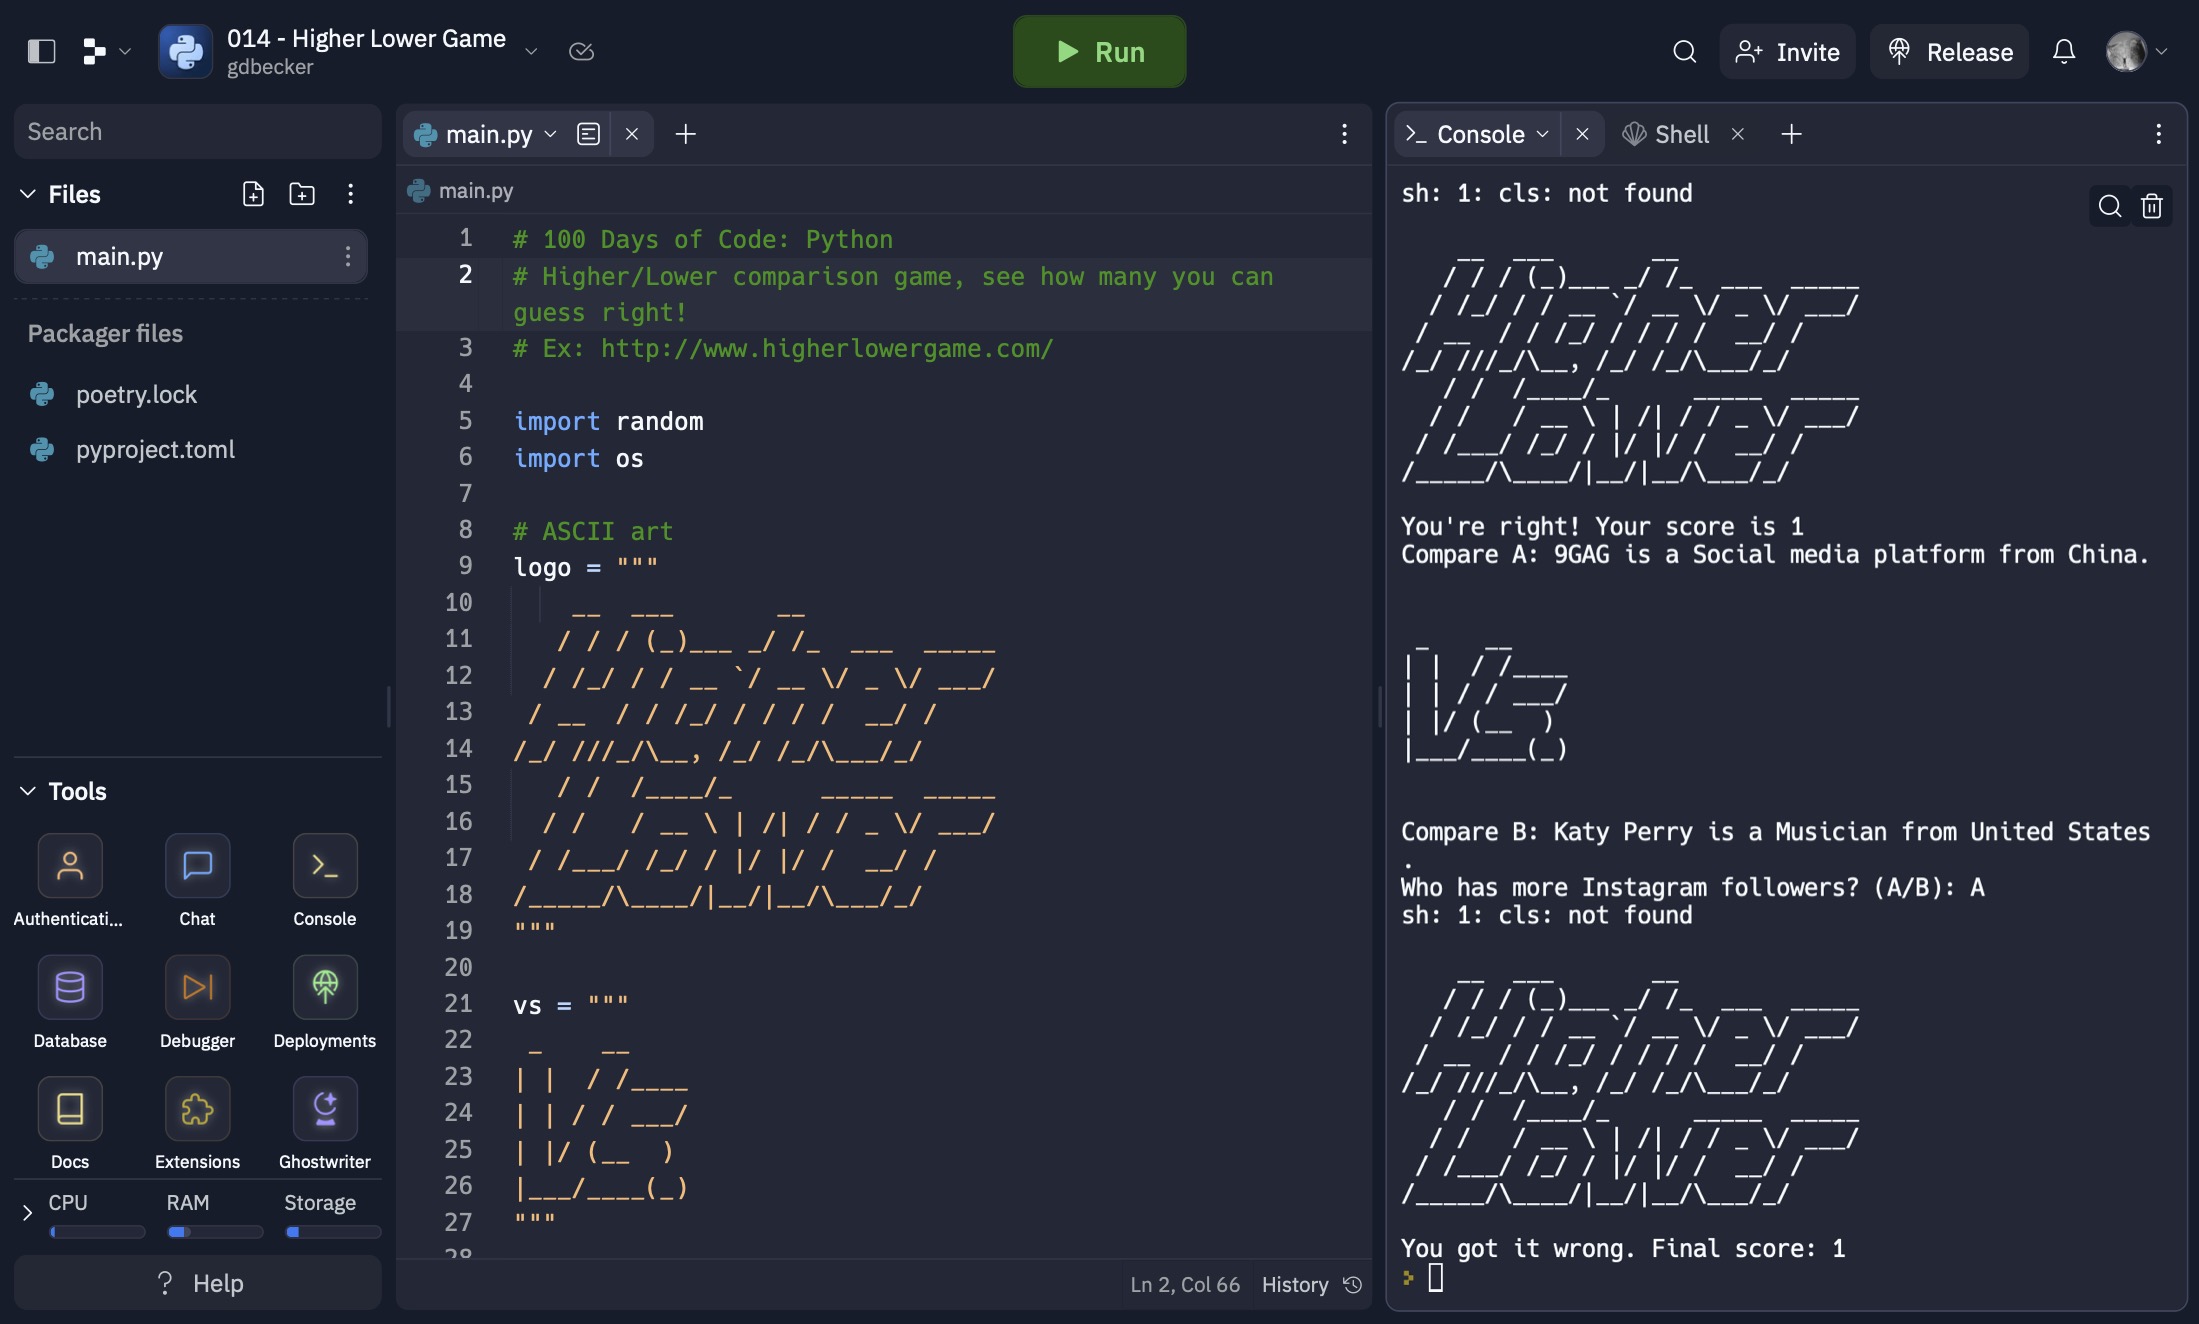 014 - Higher Lower Game
gdbecker
Run
Invite
Release
Search
Files
main.py
Packager files
poetry.lock
pyproject.toml
Tools
Authenticati...
Chat
Console
Database
Debugger
Deployments
Docs
Extensions
Ghostwriter
CPU
RAM
Storage
Help
main.py
main.py
1 # 100 Days of Code: Python
2 # Higher/Lower comparison game, see how many you can
guess right!
3 # Ex: http://www.higherlowergame.com/
4
5 import random
6 import os
7
8 # ASCII art
9 logo = """
10     __  ___       __
11    / / / (_)___ _/ /_  ___  _____
12   / /_/ / / __ `/ __ \/ _ \/ ___/
13  / __  / / /_/ / / / /  __/ /
14 /_/ ///_/\__, /_/ /_/\___/_/
15    / /  /____/_      _____  _____
16   / /   / __ \ | /| / / _ \/ ___/
17  / /___/ /_/ / |/ |/ /  __/ /
18 /_____/\____/|__/|__/\___/_/
19 """
20
21 vs = """
22  _    __
23 | |  / /____
24 | | / / ___/
25 | |/ (__  )
26 |___/____(_)
27 """
28
Ln 2, Col 66
History
Console
Shell
sh: 1: cls: not found
    __  ___       __
   / / / (_)___ _/ /_  ___  _____
  / /_/ / / __ `/ __ \/ _ \/ ___/
 / __  / / /_/ / / / /  __/ /
/_/ ///_/\__, /_/ /_/\___/_/
   / /  /____/_      _____  _____
  / /   / __ \ | /| / / _ \/ ___/
 / /___/ /_/ / |/ |/ /  __/ /
/_____/\____/|__/|__/\___/_/
You're right! Your score is 1
Compare A: 9GAG is a Social media platform from China.
 _    __
| |  / /____
| | / / ___/
| |/ (__  )
|___/____(_)
Compare B: Katy Perry is a Musician from United States
.
Who has more Instagram followers? (A/B): A
sh: 1: cls: not found
    __  ___       __
   / / / (_)___ _/ /_  ___  _____
  / /_/ / / __ `/ __ \/ _ \/ ___/
 / __  / / /_/ / / / /  __/ /
/_/ ///_/\__, /_/ /_/\___/_/
   / /  /____/_      _____  _____
  / /   / __ \ | /| / / _ \/ ___/
 / /___/ /_/ / |/ |/ /  __/ /
/_____/\____/|__/|__/\___/_/
You got it wrong. Final score: 1